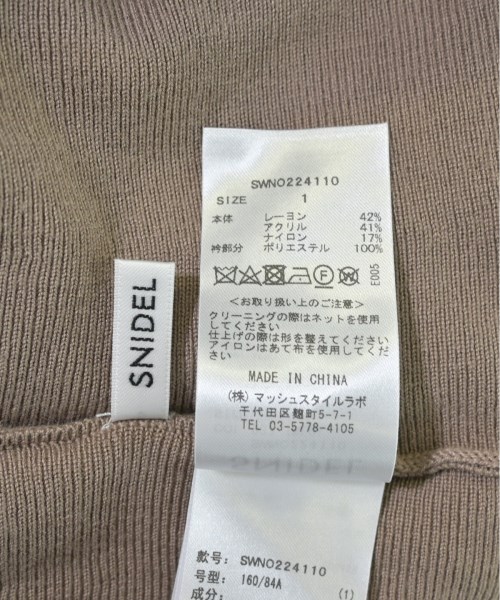 SWNO224110
SIZE 1
本体 レーヨン 42%
アクリル 41%
ナイロン 17%
衿部分 ポリエステル 100%
E005
<お取り扱い上のご注意>
クリーニングの際はネットを使用
してください
仕上げの際は形を整えてください
アイロンはあて布を使用してくだ
さい
MADE IN CHINA
(株) マッシュスタイルラボ
千代田区麹町5-7-1
TEL 03-5778-4105
SNIDEL
款号: SWNO224110
号型: 160/84A
成分: (1)